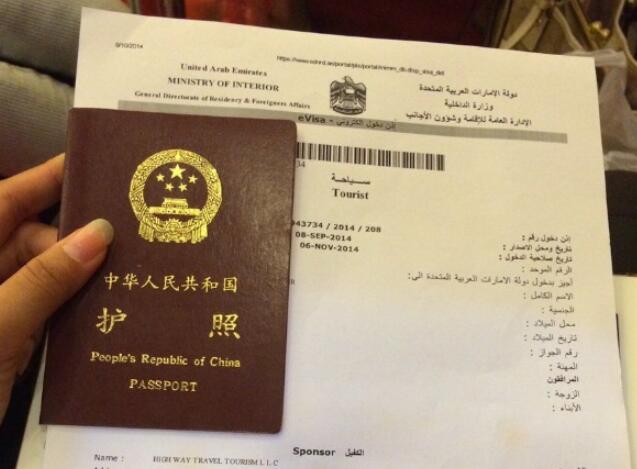 9/10/2014
United Arab Emirates
MINISTRY OF INTERIOR
General Directorate of Residency & Foreigners Affairs
دولة الامارات العربية المتحدة
وزارة الداخلية
الإدارة العامة للإقامة وشؤون الأجانب
eVisa - إذن دخول الكتروني
34
سياحة
Tourist
943734 / 2014 / 208
08-SEP-2014
06-NOV-2014
إذن دخول رقم :
تاريخ ومحل الاصدار :
تاريخ صلاحية الدخول :
الرقم الموحد :
أجيز بدخول دولة الامارات العربية المتحدة الى:
الاسم الكامل :
الجنسية :
محل الميلاد :
تاريخ الميلاد :
رقم الجواز :
المهنة :
المرافقون
الزوجة :
الأبناء :
中华人民共和国
护照
People's Republic of China
PASSPORT
Sponsor الكفيل
Name : HIGH WAY TRAVEL TOURISM L L C